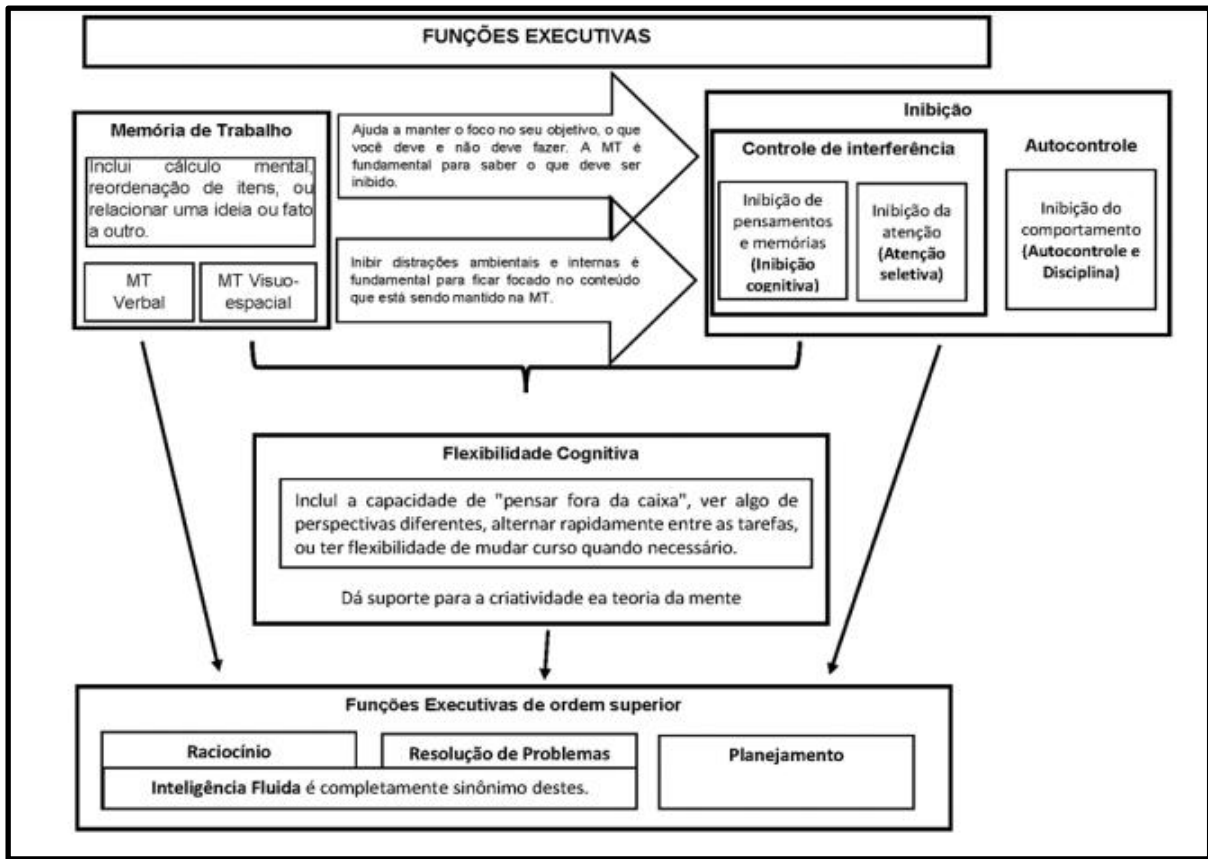 FUNÇÕES EXECUTIVAS
Memória de Trabalho
Inclui cálculo mental,
reordenação de itens, ou
relacionar uma ideia ou fato
a outro.
MT
Verbal
MT Visuo-
espacial
Ajuda a manter o foco no seu objetivo, o que
você deve e não deve fazer. A MT é
fundamental para saber o que deve ser
inibido.
Inibir distrações ambientais e internas é
fundamental para ficar focado no conteúdo
que está sendo mantido na MT.
Inibição
Controle de interferência
Inibição de
pensamentos
e memórias
(Inibição
cognitiva)
Inibição da
atenção
(Atenção
seletiva)
Autocontrole
Inibição do
comportamento
(Autocontrole e
Disciplina)
Flexibilidade Cognitiva
IncluI a capacidade de "pensar fora da caixa", ver algo de
perspectivas diferentes, alternar rapidamente entre as tarefas,
ou ter flexibilidade de mudar curso quando necessário.
Dá suporte para a criatividade ea teoria da mente
Funções Executivas de ordem superior
Raciocínio
Resolução de Problemas
Inteligência Fluida é completamente sinônimo destes.
Planejamento